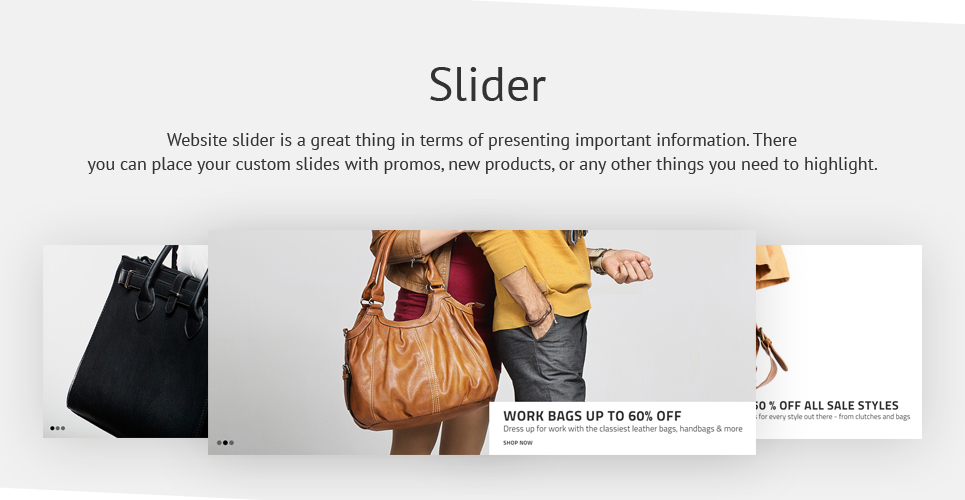 Slider
Website slider is a great thing in terms of presenting important information. There
you can place your custom slides with promos, new products, or any other things you need to highlight.
WORK BAGS UP TO 60% OFF
Dress up for work with the classiest leather bags, handbags & more
SHOP NOW
% OFF ALL SALE STYLES
for every style out there - from clutches and bags